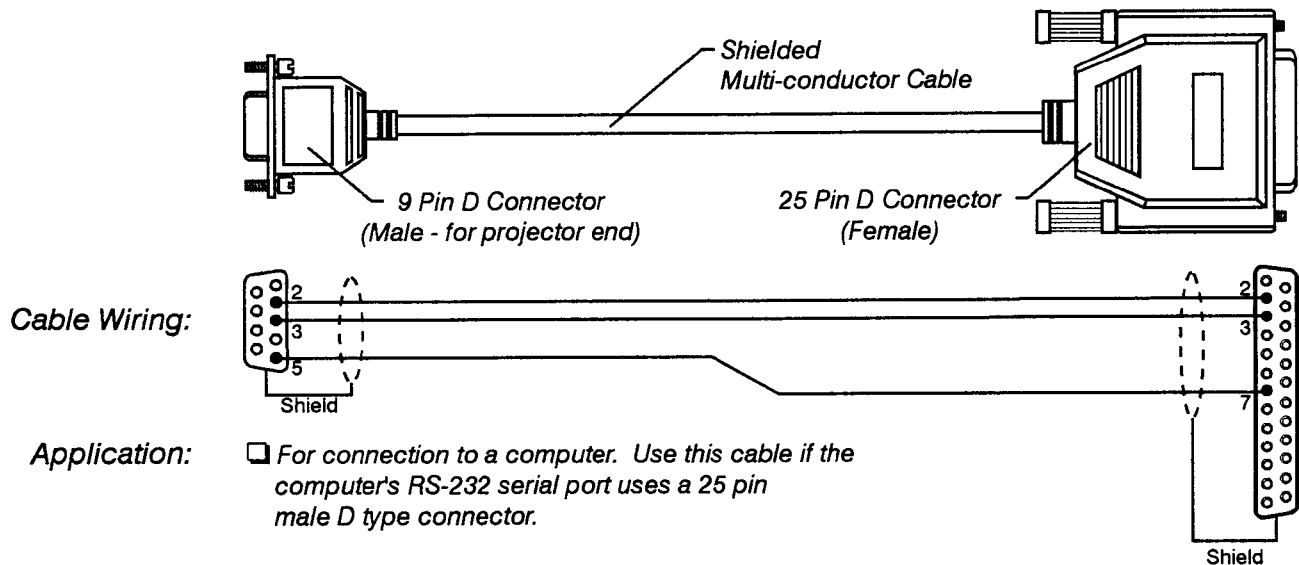 Shielded
Multi-conductor Cable
9 Pin D Connector
(Male - for projector end)
25 Pin D Connector
(Female)
Cable Wiring:
2
3
5
Shield
2
3
7
Shield
Application:
❏ For connection to a computer. Use this cable if the
computer's RS-232 serial port uses a 25 pin
male D type connector.